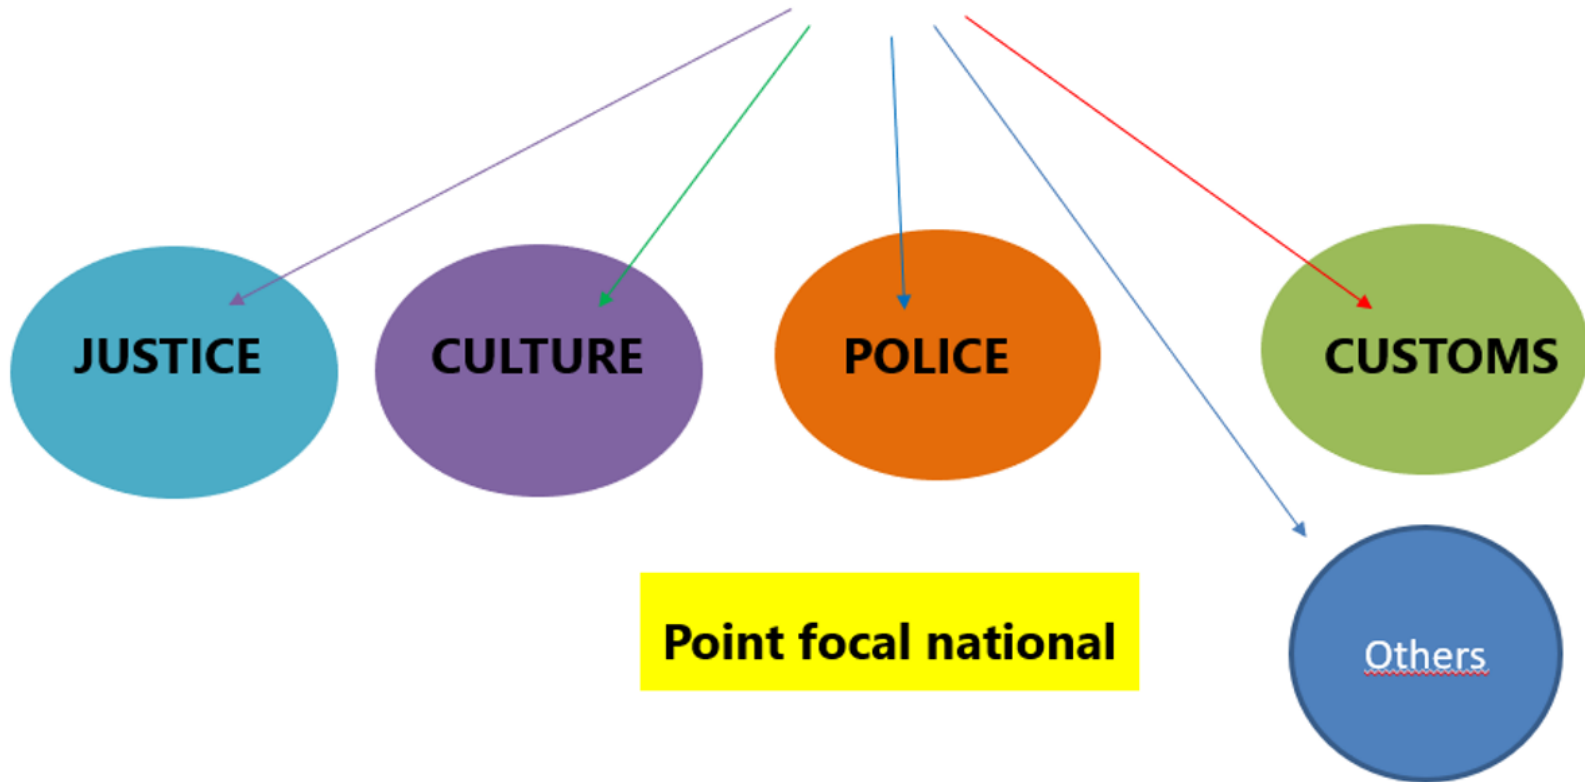 JUSTICE
CULTURE
POLICE
CUSTOMS
Point focal national
Others